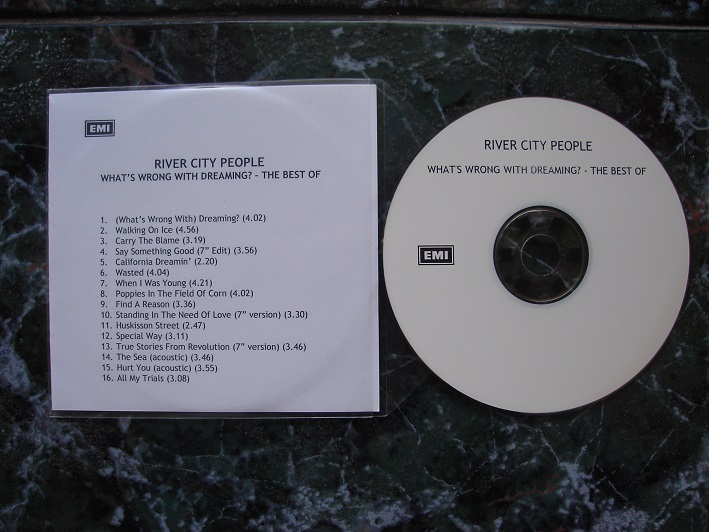 EMI
RIVER CITY PEOPLE
WHAT'S WRONG WITH DREAMING? - THE BEST OF
1. (What's Wrong With) Dreaming? (4.02)
2. Walking On Ice (4.56)
3. Carry The Blame (3.19)
4. Say Something Good (7" Edit) (3.56)
5. California Dreamin' (2.20)
6. Wasted (4.04)
7. When I Was Young (4.21)
8. Poppies In The Field Of Corn (4.02)
9. Find A Reason (3.36)
10. Standing In The Need Of Love (7" version) (3.30)
11. Huskisson Street (2.47)
12. Special Way (3.11)
13. True Stories From Revolution (7" version) (3.46)
14. The Sea (acoustic) (3.46)
15. Hurt You (acoustic) (3.55)
16. All My Trials (3.08)
RIVER CITY PEOPLE
WHAT'S WRONG WITH DREAMING? - THE BEST OF
EMI